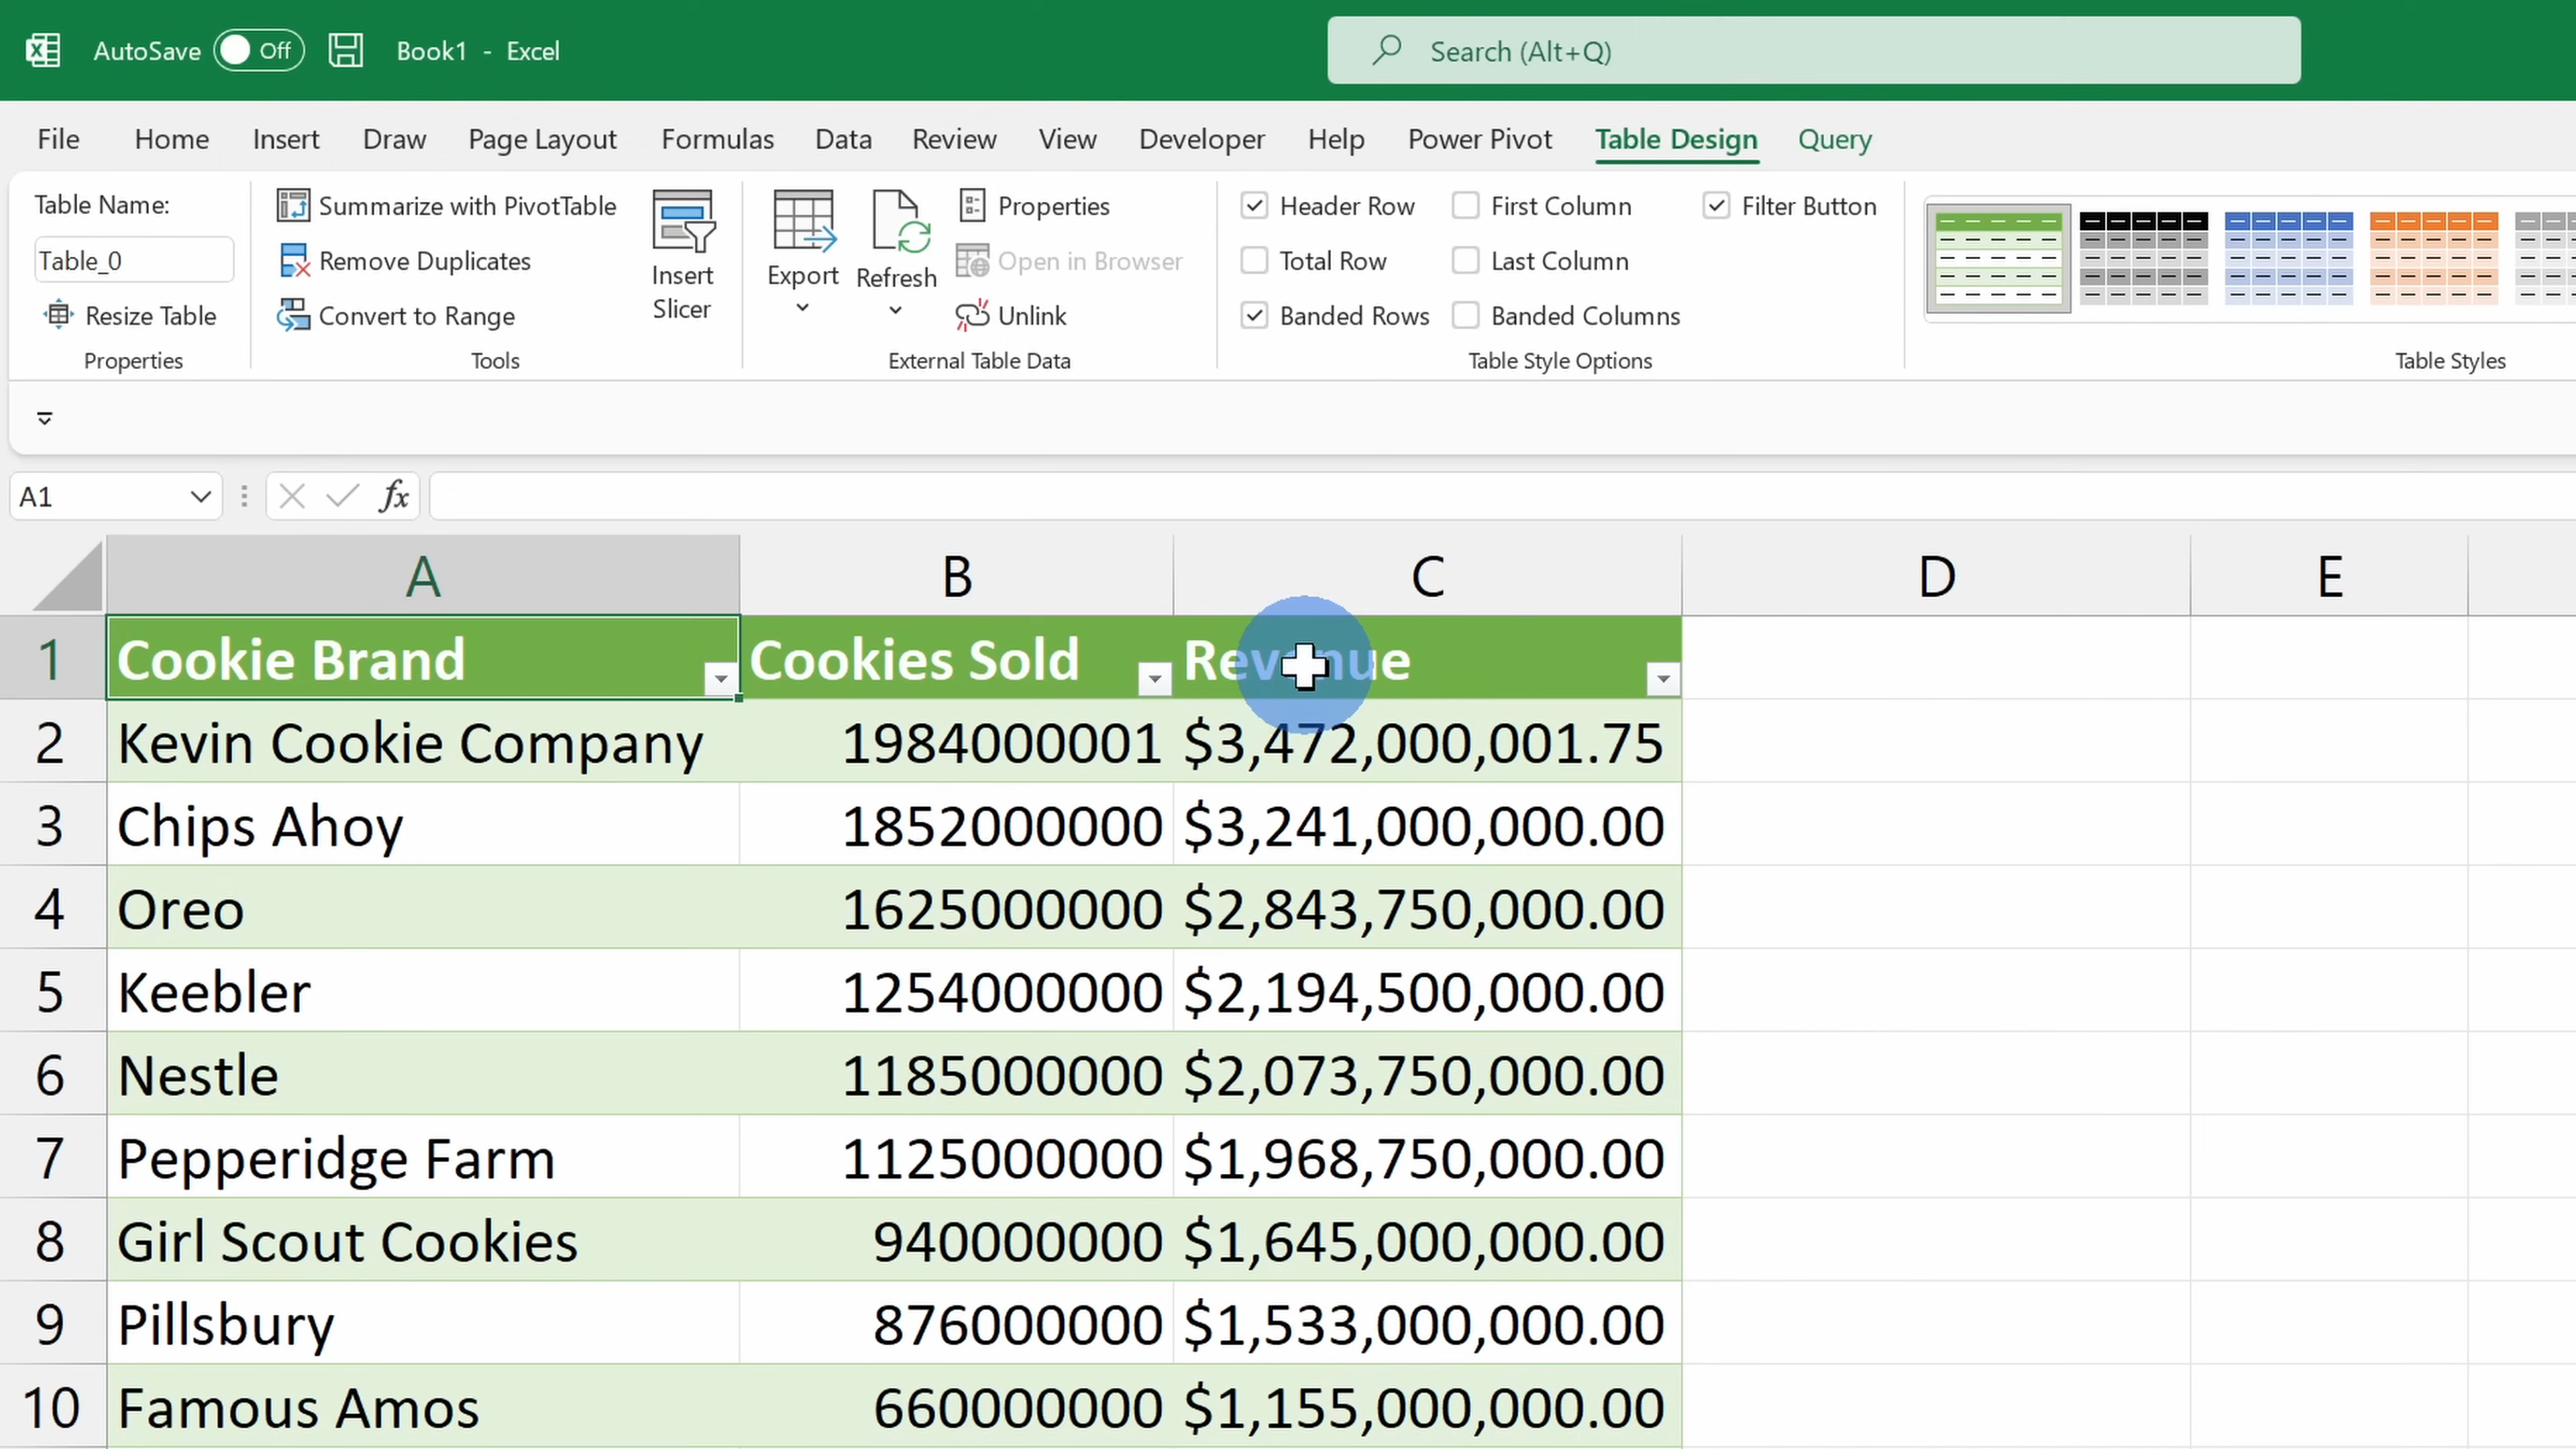 AutoSave Off Book1 - Excel Search (Alt+Q)
File Home Insert Draw Page Layout Formulas Data Review View Developer Help Power Pivot Table Design Query
Table Name:
Table_0
Resize Table
Properties
Summarize with PivotTable
Remove Duplicates
Convert to Range
Insert
Slicer
Tools
Export
Refresh
Properties
Open in Browser
Unlink
External Table Data
Header Row First Column Filter Button
Total Row Last Column
Banded Rows Banded Columns
Table Style Options
Table Styles
A1 fx
A B C D E
1 Cookie Brand Cookies Sold Revenue
2 Kevin Cookie Company 1984000001 $3,472,000,001.75
3 Chips Ahoy 1852000000 $3,241,000,000.00
4 Oreo 1625000000 $2,843,750,000.00
5 Keebler 1254000000 $2,194,500,000.00
6 Nestle 1185000000 $2,073,750,000.00
7 Pepperidge Farm 1125000000 $1,968,750,000.00
8 Girl Scout Cookies 940000000 $1,645,000,000.00
9 Pillsbury 876000000 $1,533,000,000.00
10 Famous Amos 660000000 $1,155,000,000.00